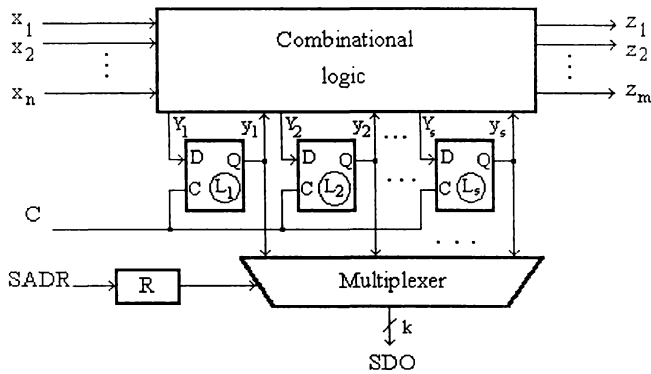 x1 z1
x2 Combinational z2
logic
xn zm
Y1 y1 Y2 y2 Ys ys
D Q D Q D Q
C L1 C L2 C Ls
C
SADR R Multiplexer
k
SDO